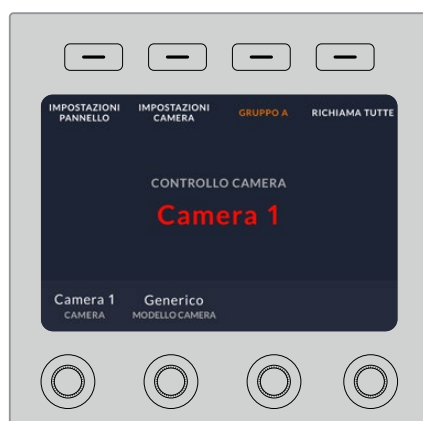 IMPOSTAZIONI PANNELLO
IMPOSTAZIONI CAMERA
GRUPPO A
RICHIAMA TUTTE
CONTROLLO CAMERA
Camera 1
Camera 1
CAMERA
Generico
MODELLO CAMERA